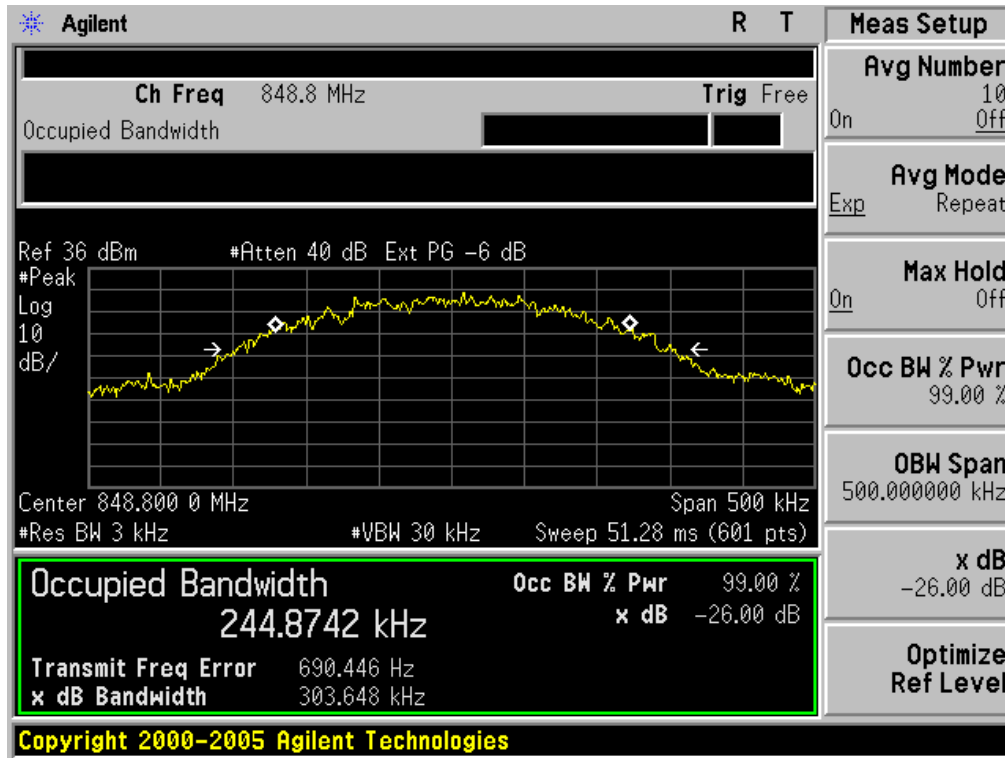 Agilent R T
Ch Freq 848.8 MHz Trig Free
Occupied Bandwidth
Ref 36 dBm #Atten 40 dB Ext PG -6 dB
#Peak
Log
10
dB/
Center 848.800 0 MHz Span 500 kHz
#Res BW 3 kHz #VBW 30 kHz Sweep 51.28 ms (601 pts)
Occupied Bandwidth Occ BW % Pwr 99.00 %
244.8742 kHz x dB -26.00 dB
Transmit Freq Error 690.446 Hz
x dB Bandwidth 303.648 kHz
Copyright 2000-2005 Agilent Technologies
Meas Setup
Avg Number
10
On Off
Avg Mode
Exp Repeat
Max Hold
On Off
Occ BW % Pwr
99.00 %
OBW Span
500.000000 kHz
x dB
-26.00 dB
Optimize
Ref Level